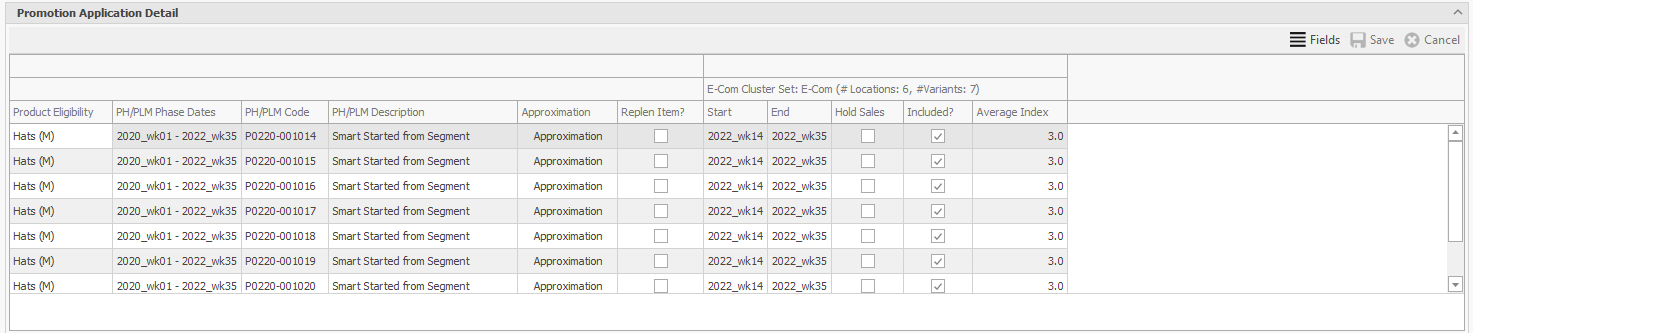 Promotion Application Detail
Fields Save Cancel
E-Com Cluster Set: E-Com (# Locations: 6, #Variants: 7)
Product Eligibility PH/PLM Phase Dates PH/PLM Code PH/PLM Description Approximation Replen Item? Start End Hold Sales Included? Average Index
Hats (M) 2020_wk01 - 2022_wk35 P0220-001014 Smart Started from Segment Approximation 2022_wk14 2022_wk35 3.0
Hats (M) 2020_wk01 - 2022_wk35 P0220-001015 Smart Started from Segment Approximation 2022_wk14 2022_wk35 3.0
Hats (M) 2020_wk01 - 2022_wk35 P0220-001016 Smart Started from Segment Approximation 2022_wk14 2022_wk35 3.0
Hats (M) 2020_wk01 - 2022_wk35 P0220-001017 Smart Started from Segment Approximation 2022_wk14 2022_wk35 3.0
Hats (M) 2020_wk01 - 2022_wk35 P0220-001018 Smart Started from Segment Approximation 2022_wk14 2022_wk35 3.0
Hats (M) 2020_wk01 - 2022_wk35 P0220-001019 Smart Started from Segment Approximation 2022_wk14 2022_wk35 3.0
Hats (M) 2020_wk01 - 2022_wk35 P0220-001020 Smart Started from Segment Approximation 2022_wk14 2022_wk35 3.0